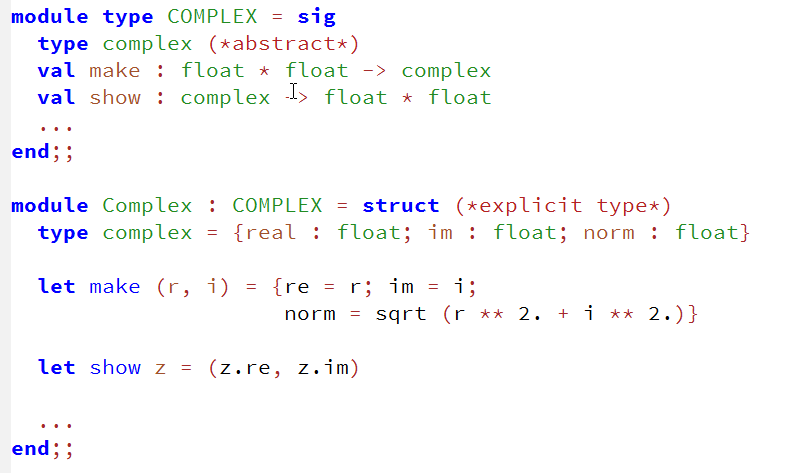 module type COMPLEX = sig
type complex (*abstract*)
val make : float * float -> complex
val show : complex -> float * float
...
end;;
module Complex : COMPLEX = struct (*explicit type*)
type complex = {real : float; im : float; norm : float}
let make (r, i) = {re = r; im = i;
norm = sqrt (r ** 2. + i ** 2.)}
let show z = (z.re, z.im)
...
end;;